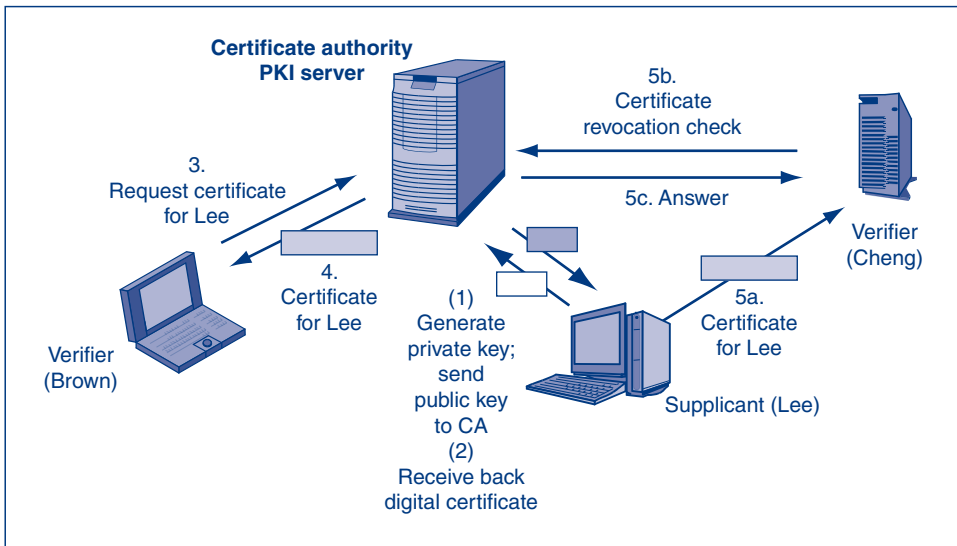 Certificate authority
PKI server
5b.
Certificate
revocation check
3.
Request certificate
for Lee
5c. Answer
Verifier
(Cheng)
4.
Certificate
for Lee
Verifier
(Brown)
(1)
Generate
private key;
send
public key
to CA
(2)
Receive back
digital certificate
5a.
Certificate
for Lee
Supplicant (Lee)